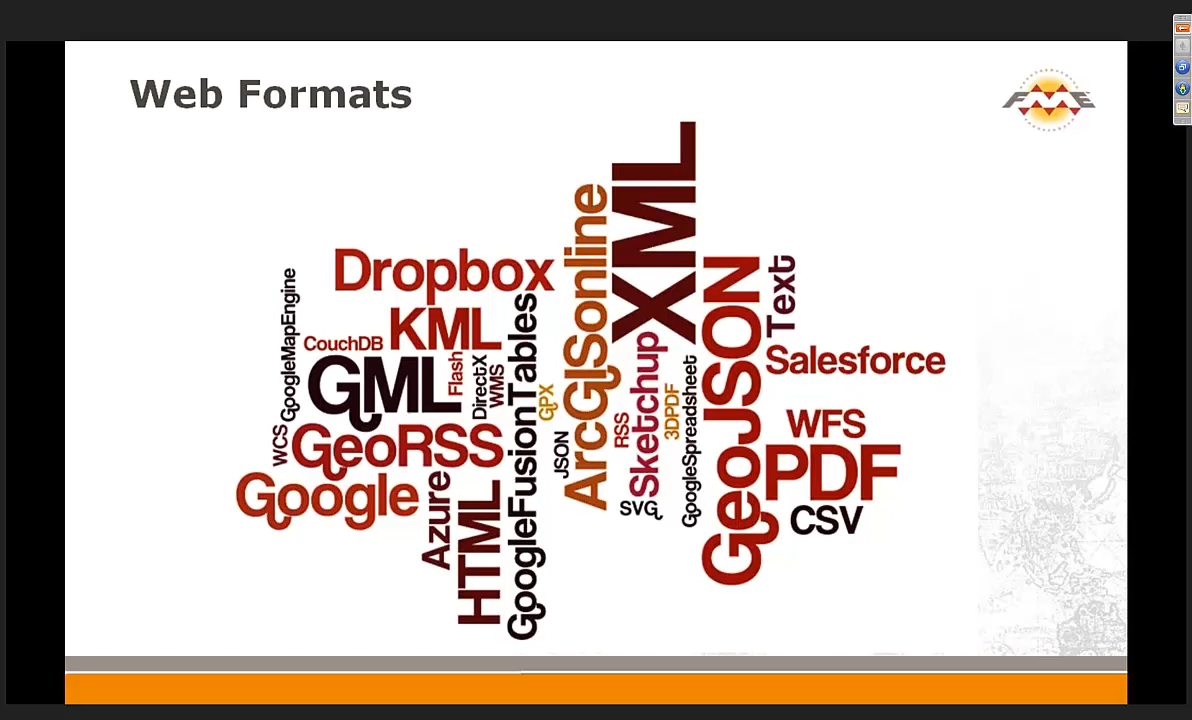 Web Formats
FME
XML
ArcGISonline
Dropbox
GeoJSON
Text
GoogleMapEngine
KML
CouchDB
GoogleFusionTables
Sketchup
Salesforce
GML
Flash
DirectX
WMS
GPX
GoogleSpreadsheet
3DPDF
RSS
WFS
WCS
GeoRSS
JSON
PDF
Google
Azure
HTML
SVG
CSV